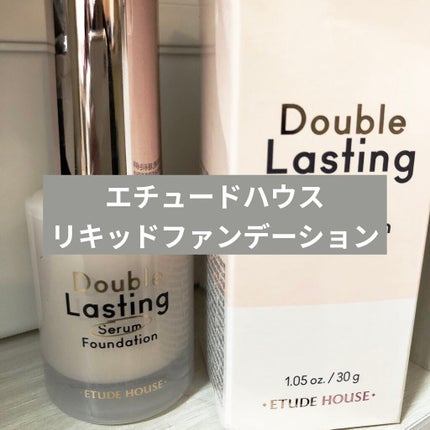 Double
Lasting
エチュードハウス
リキッドファンデーション
Double
Lasting
Serum
Foundation
·ETUDE HOUSE·
1.05 oz. / 30 g
·ETUDE HOUSE·